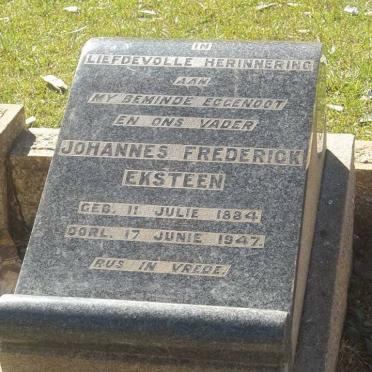 IN
LIEFDEVOLLE HERINNERING
AAN
MY BEMINDE EGGENOOT
EN ONS VADER
JOHANNES FREDERICK
EKSTEEN
GEB. 11 JULIE 1884.
OORL. 17 JUNIE 1947.
RUS IN VREDE.